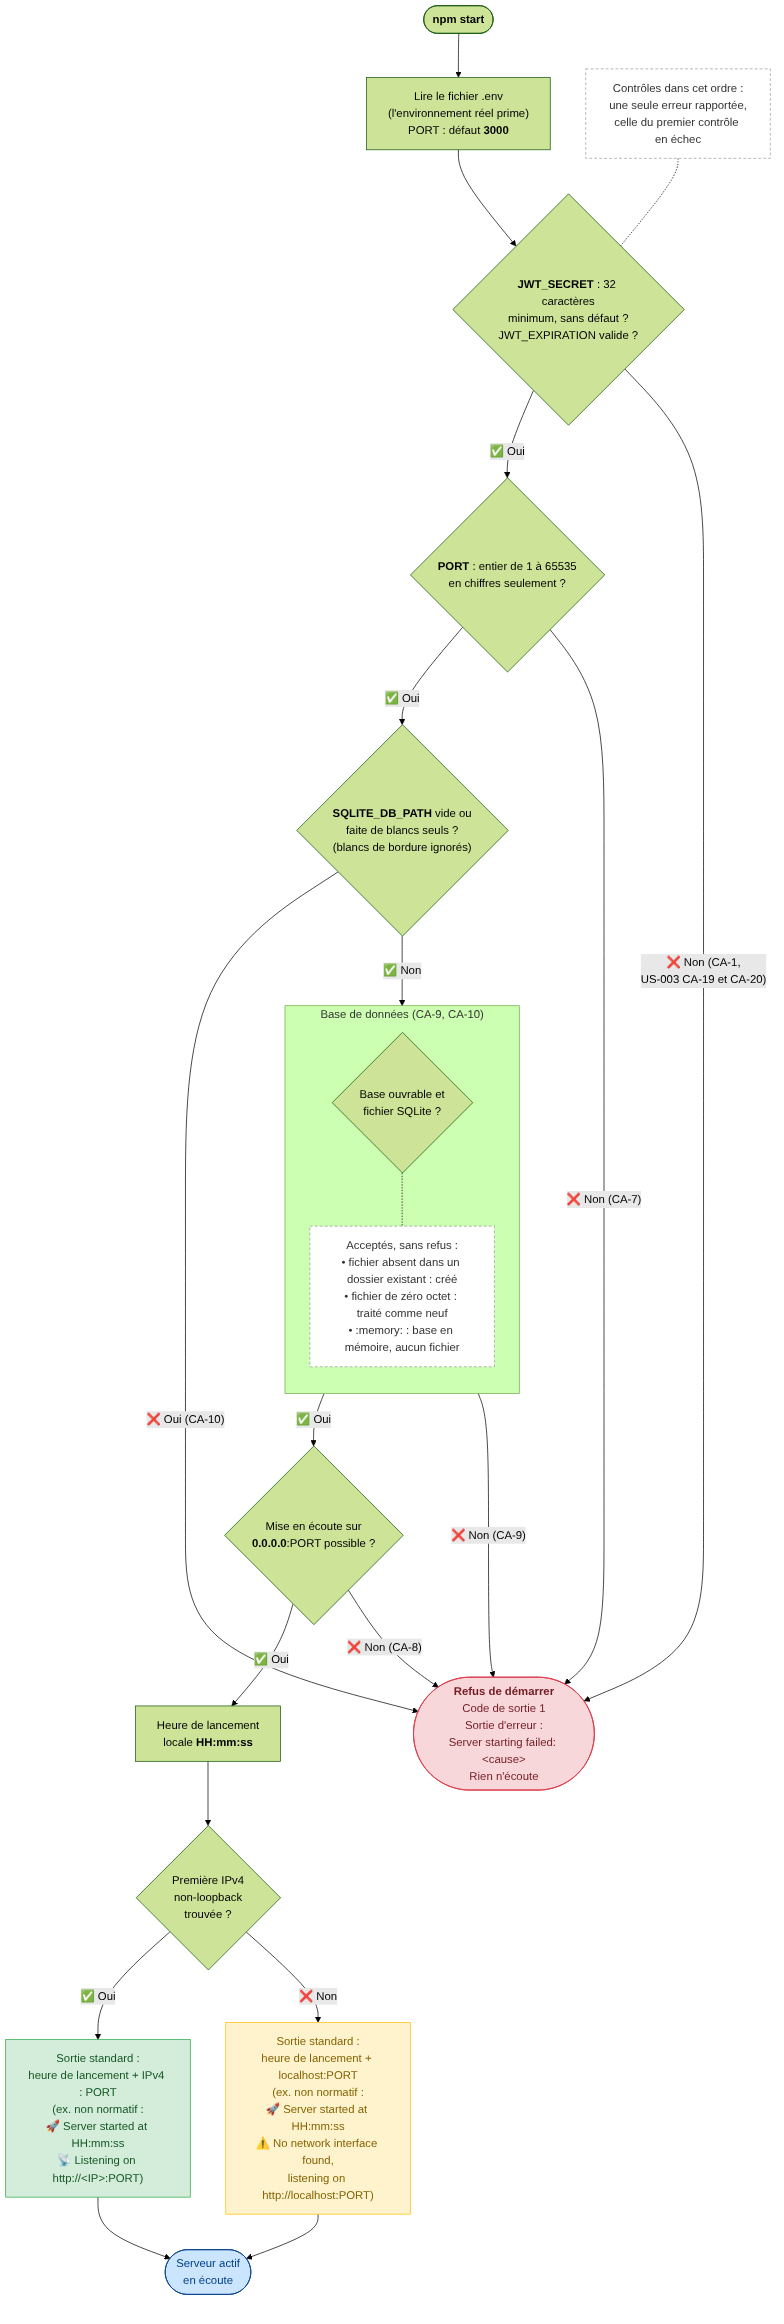 npm start
Lire le fichier .env
(l'environnement réel prime)
PORT : défaut 3000
Contrôles dans cet ordre :
une seule erreur rapportée,
celle du premier contrôle
en échec
JWT_SECRET : 32
caractères
minimum, sans défaut ?
JWT_EXPIRATION valide ?
✅ Oui
PORT : entier de 1 à 65535
en chiffres seulement ?
✅ Oui
SQLITE_DB_PATH vide ou
faite de blancs seuls ?
(blancs de bordure ignorés)
✅ Non
❌ Non (CA-1,
US-003 CA-19 et CA-20)
Base de données (CA-9, CA-10)
Base ouvrable et
fichier SQLite ?
❌ Non (CA-7)
Acceptés, sans refus :
• fichier absent dans un
dossier existant : créé
• fichier de zéro octet :
traité comme neuf
• :memory: : base en
mémoire, aucun fichier
❌ Oui (CA-10)
✅ Oui
Mise en écoute sur
0.0.0.0:PORT possible ?
❌ Non (CA-9)
❌ Non (CA-8)
✅ Oui
Refus de démarrer
Code de sortie 1
Sortie d'erreur :
Server starting failed:
<cause>
Rien n'écoute
Heure de lancement
locale HH:mm:ss
Première IPv4
non-loopback
trouvée ?
✅ Oui
❌ Non
Sortie standard :
heure de lancement + IPv4
: PORT
(ex. non normatif :
🚀 Server started at
HH:mm:ss
📡 Listening on
http://<IP>:PORT)
Sortie standard :
heure de lancement +
localhost:PORT
(ex. non normatif :
🚀 Server started at
HH:mm:ss
⚠️ No network interface
found,
listening on
http://localhost:PORT)
Serveur actif
en écoute